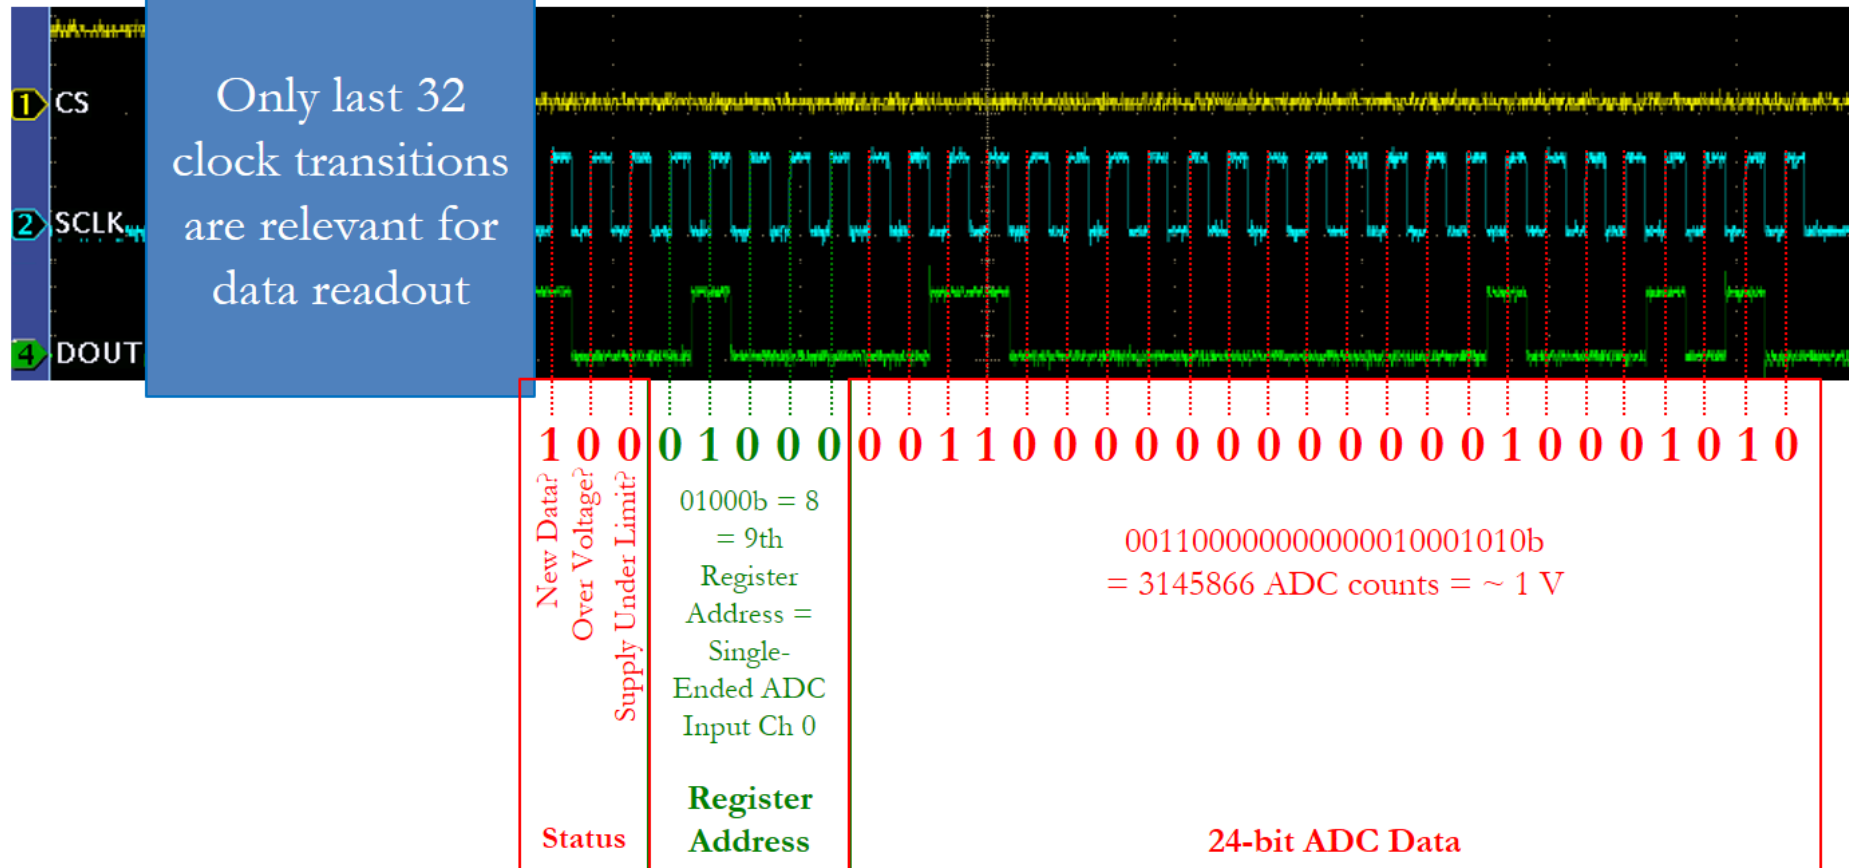 1 CS
2 SCLK
4 DOUT
Only last 32
clock transitions
are relevant for
data readout
1 0 0 0 1 0 0 0 0 0 1 1 0 0 0 0 0 0 0 0 0 0 0 0 1 0 0 0 1 0 1 0
New Data?
Over Voltage?
Supply Under Limit?
01000b = 8
= 9th
Register
Address =
Single-
Ended ADC
Input Ch 0
001100000000000010001010b
= 3145866 ADC counts = ~ 1 V
Status
Register
Address
24-bit ADC Data